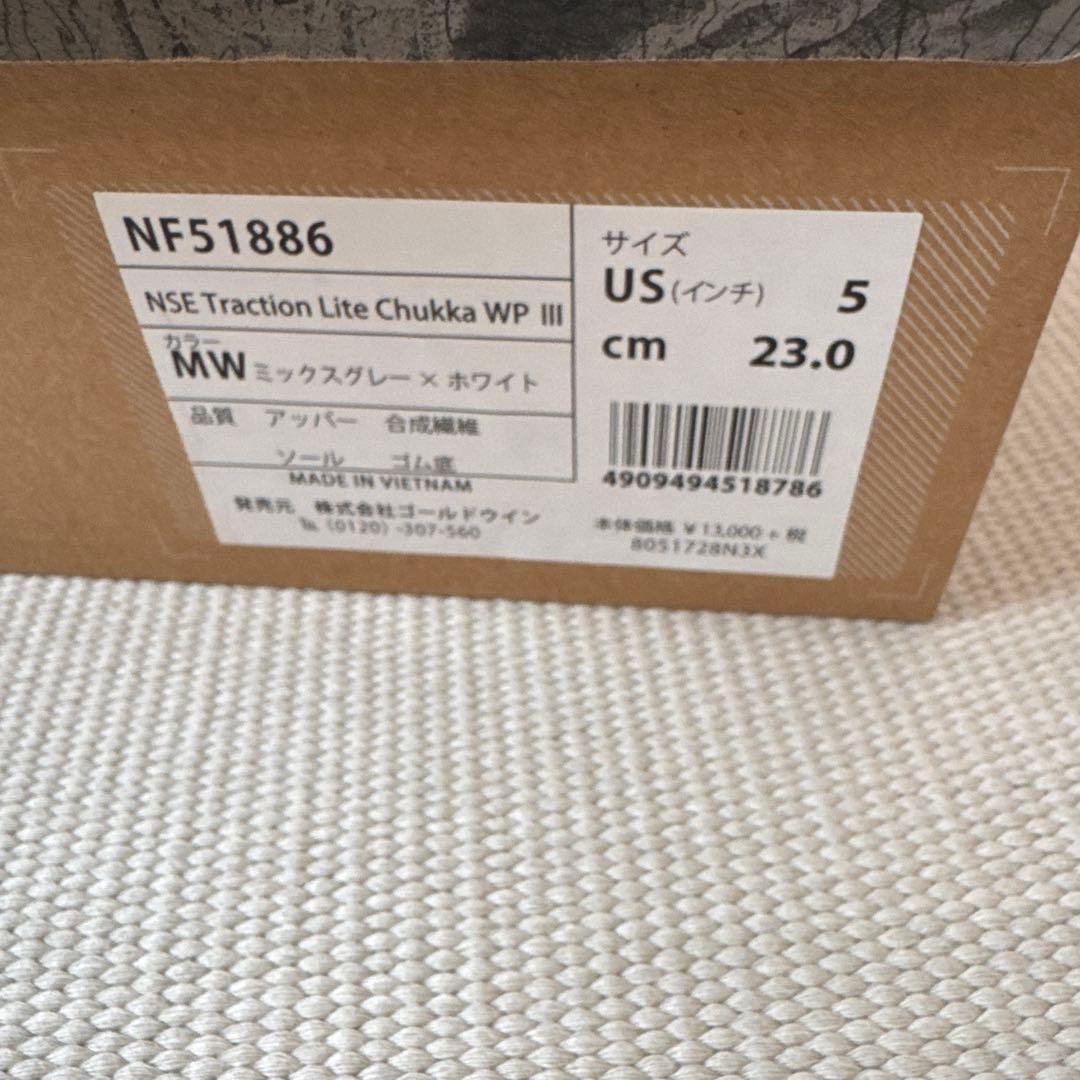 NF51886
NSE Traction Lite Chukka WP III
カラー
MW ミックスグレー × ホワイト
品質 アッパー 合成繊維
ソール ゴム底
MADE IN VIETNAM
発売元 株式会社ゴールドウイン
℡ (0120) -307-560
サイズ
US (インチ) 5
cm 23.0
4909494518786
本体価格 ¥13,000 + 税
8051728N3X